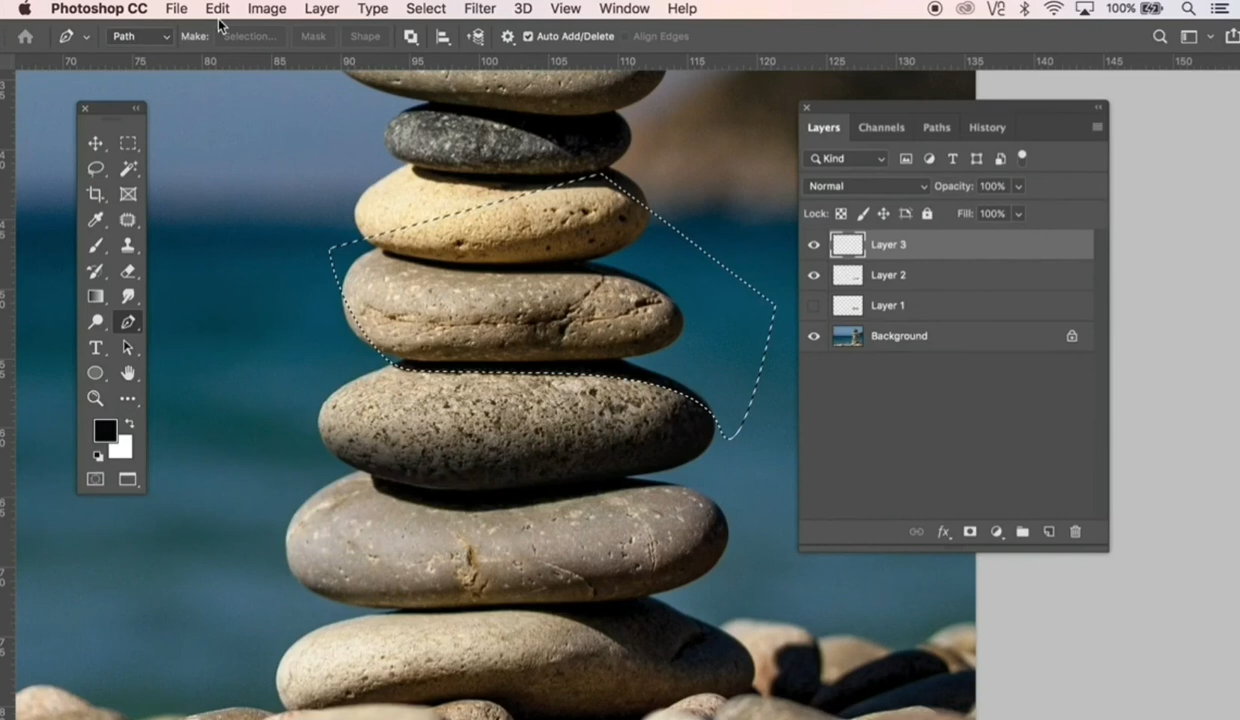 Photoshop CC File Edit Image Layer Type Select Filter 3D View Window Help 100%
Path Make: Selection... Mask Shape Auto Add/Delete Align Edges
70 75 80 85 90 95 100 105 110 115 120 125 130 135 140 145 150
Layers Channels Paths History
Kind
Normal Opacity: 100%
Lock: Fill: 100%
Layer 3
Layer 2
Layer 1
Background
fx